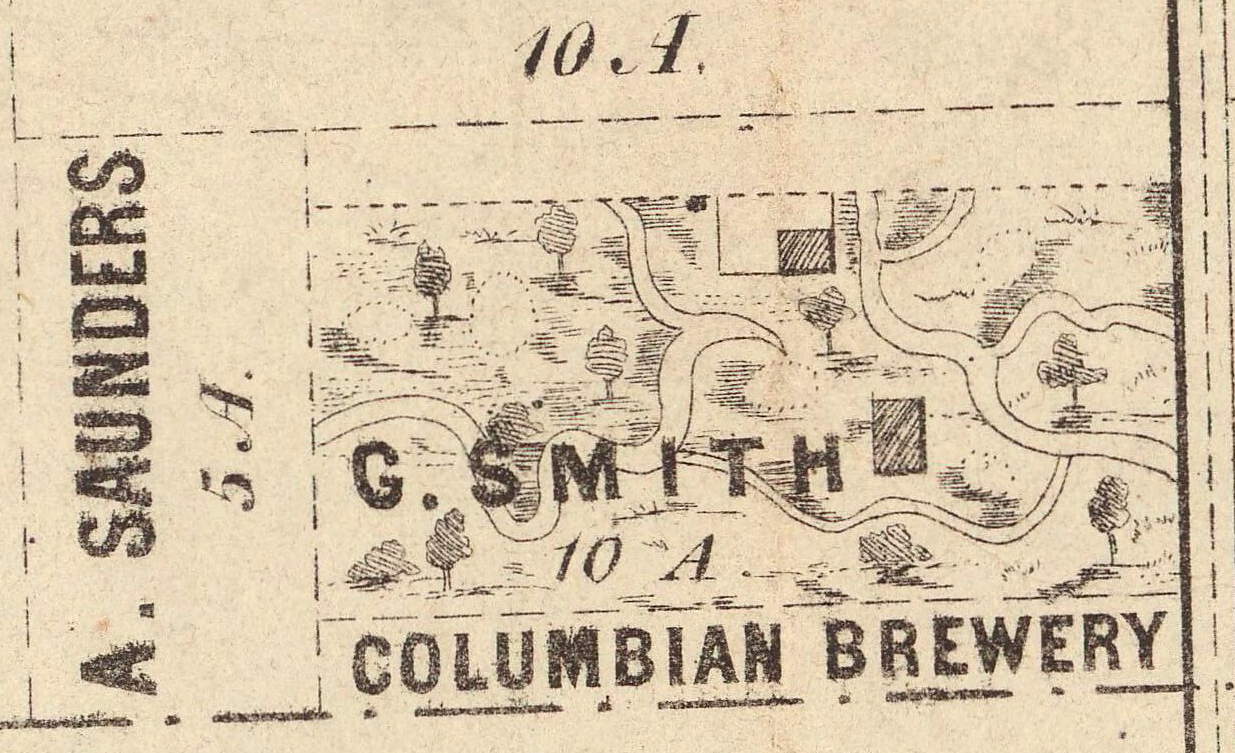 10 A.
A. SAUNDERS
5 A.
G. SMITH
10 A
COLUMBIAN BREWERY